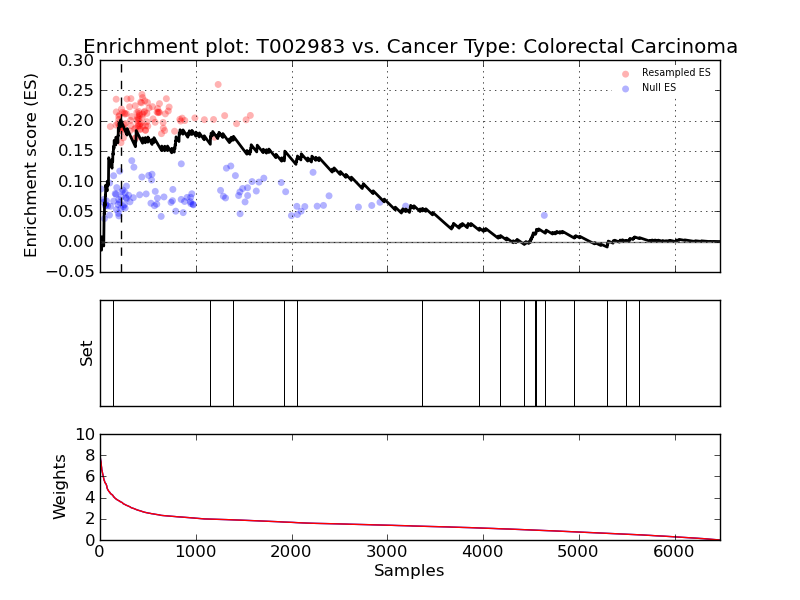 Enrichment plot: T002983 vs. Cancer Type: Colorectal Carcinoma
0.30
0.25
0.20
0.15
0.10
0.05
0.00
−0.05
Enrichment score (ES)
Resampled ES
Null ES
Set
10
8
6
4
2
0
Weights
0 1000 2000 3000 4000 5000 6000
Samples